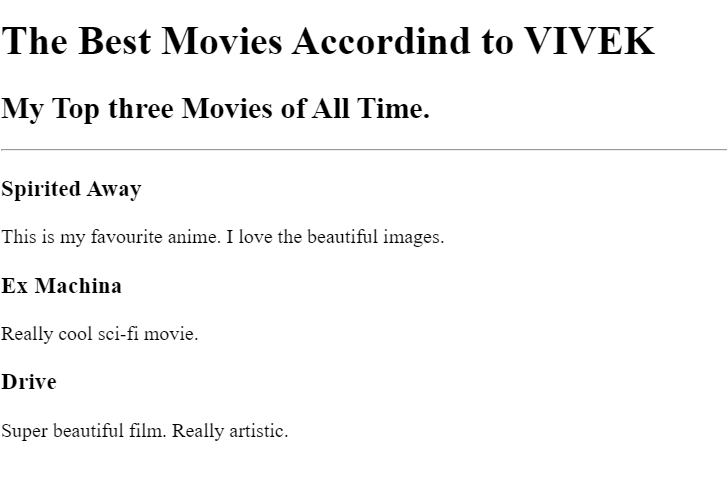 The Best Movies Accordind to VIVEK
My Top three Movies of All Time.
Spirited Away
This is my favourite anime. I love the beautiful images.
Ex Machina
Really cool sci-fi movie.
Drive
Super beautiful film. Really artistic.